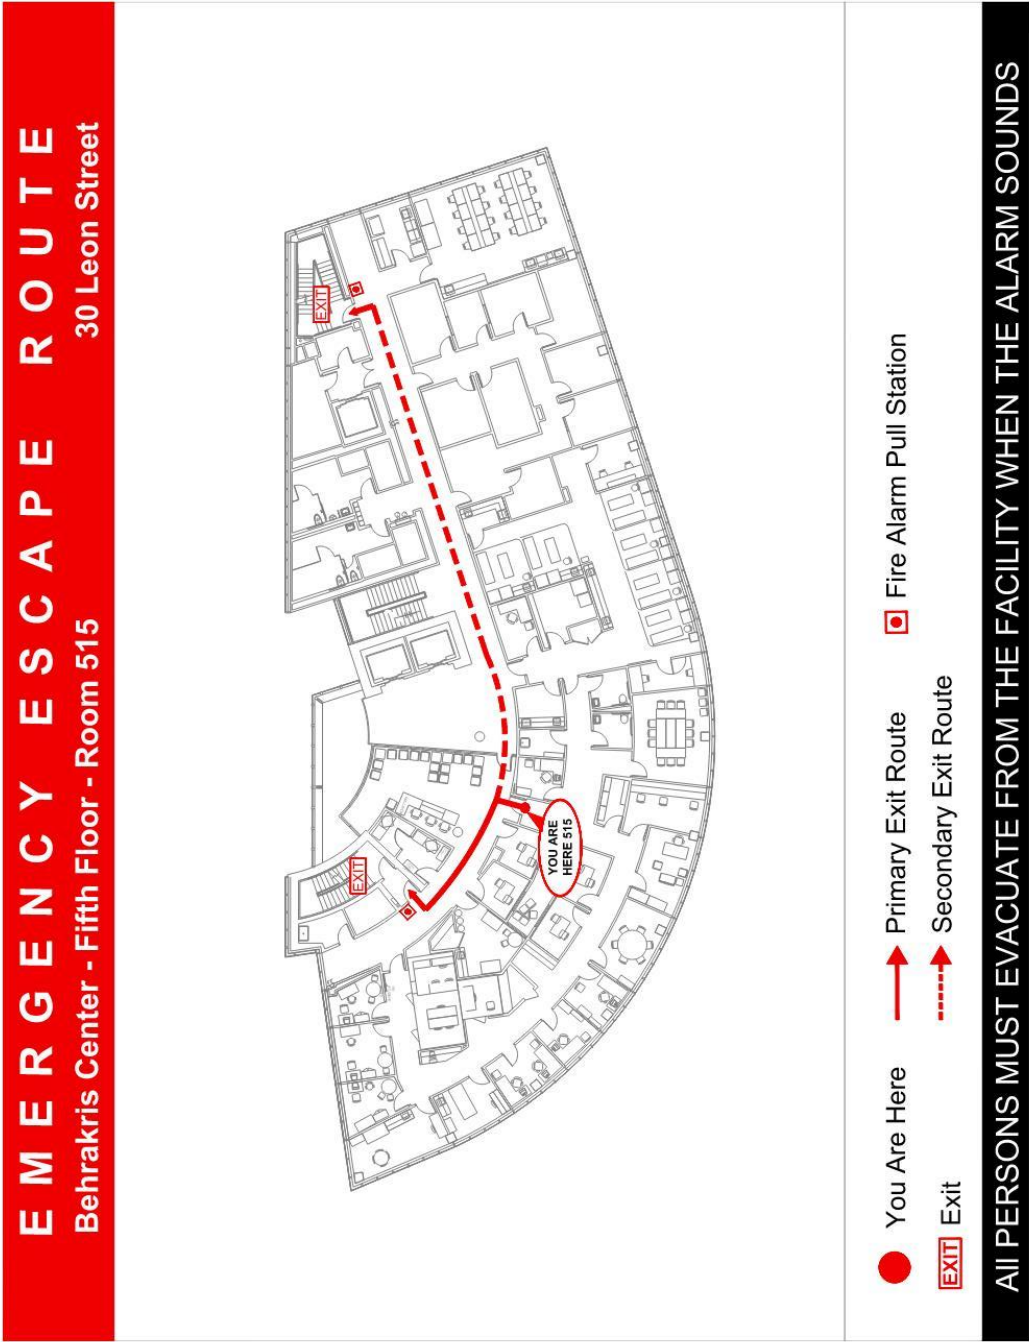 EMERGENCY ESCAPE ROUTE
Behrakris Center - Fifth Floor - Room 515
30 Leon Street
EXIT
EXIT
YOU ARE
HERE 515
You Are Here
Primary Exit Route
Fire Alarm Pull Station
EXIT
Exit
Secondary Exit Route
All PERSONS MUST EVACUATE FROM THE FACILITY WHEN THE ALARM SOUNDS